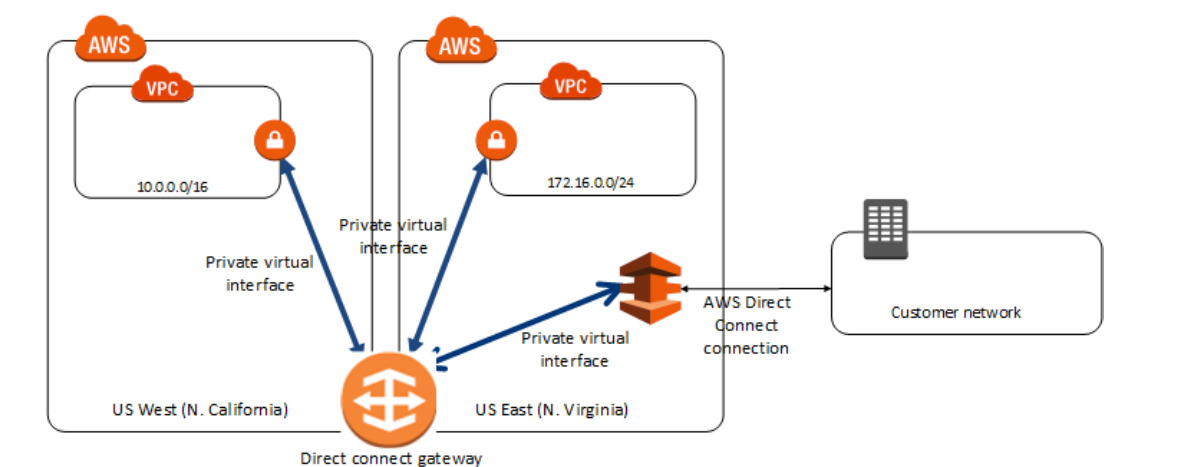 AWS
AWS
VPC
VPC
10.0.0.0/16
172.16.0.0/24
Private virtual
interface
Private virtual
interface
AWS Direct
Connect
connection
Customer network
Private virtual
interface
US West (N. California)
US East (N. Virginia)
Direct connect gateway